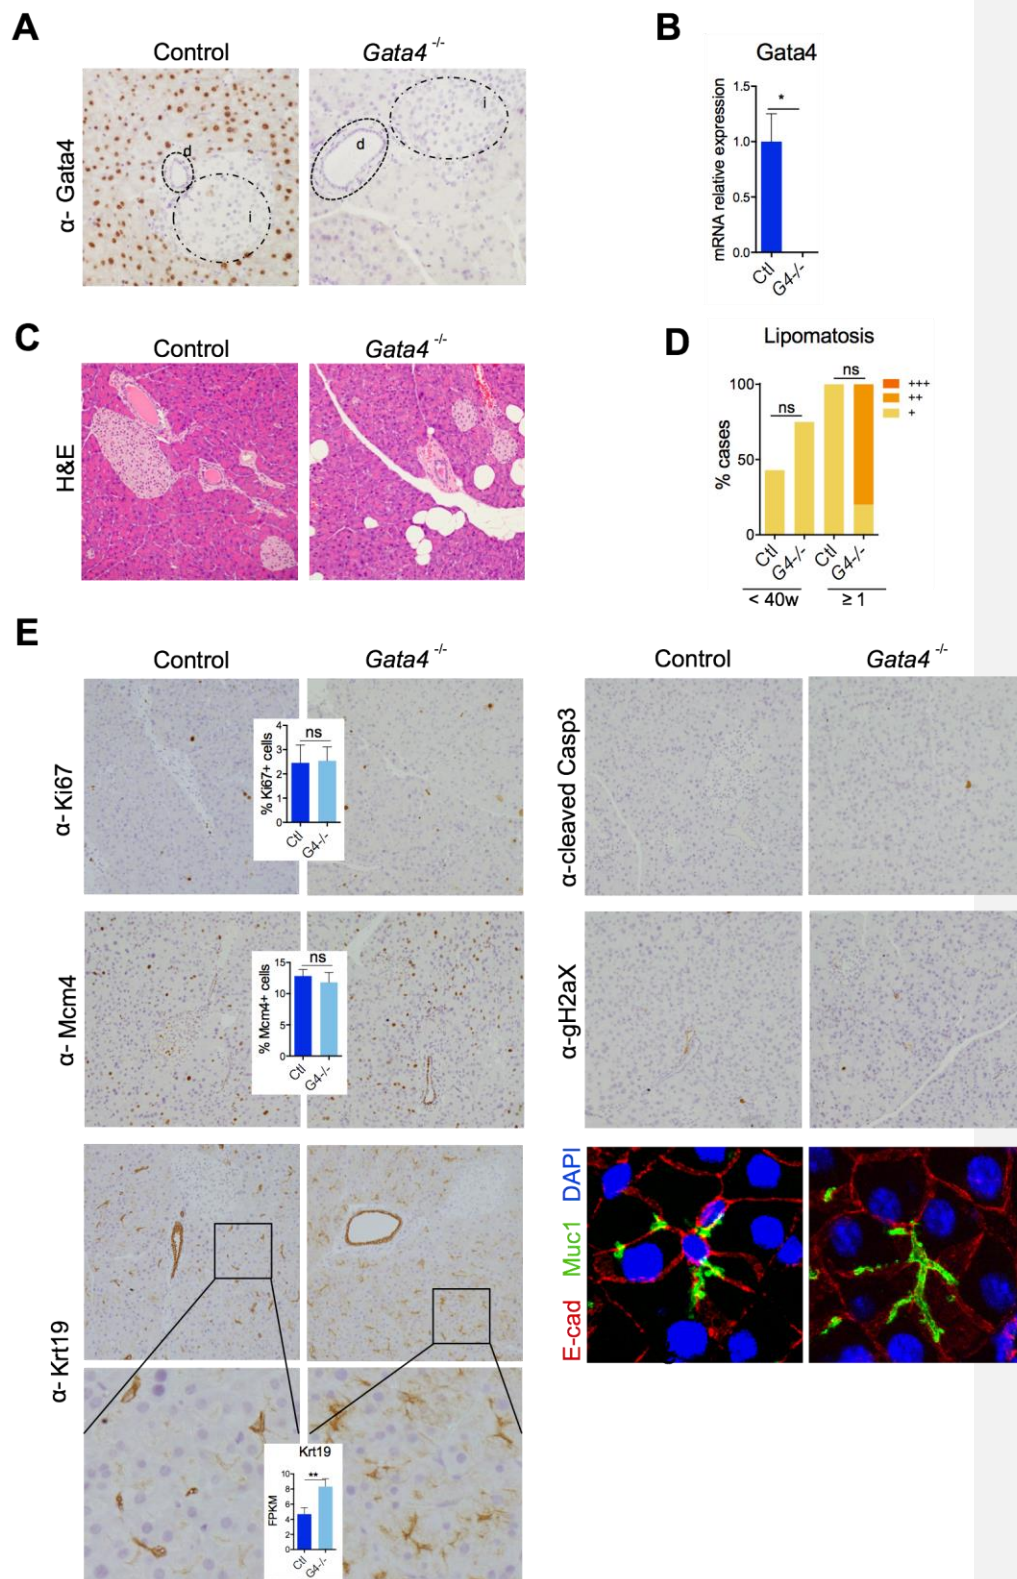 A
Control
Gata4 -/-
α- Gata4
d
i
d
i
B
Gata4
mRNA relative expression
1.5
1.0
0.5
0.0
*
Ctl
G4-/-
C
Control
Gata4 -/-
H&E
D
Lipomatosis
% cases
100
50
0
ns
ns
+++
++
+
Ctl
G4-/-
Ctl
G4-/-
< 40w
≥ 1
E
Control
Gata4 -/-
Control
Gata4 -/-
α- Ki67
% Ki67+ cells
4
3
2
1
0
ns
Ctl
G4-/-
α-cleaved Casp3
α- Mcm4
% Mcm4+ cells
15
10
5
0
ns
Ctl
G4-/-
α-gH2aX
α- Krt19
Krt19
FPKM
10
8
6
4
2
0
**
Ctl
G4-/-
E-cad Muc1 DAPI